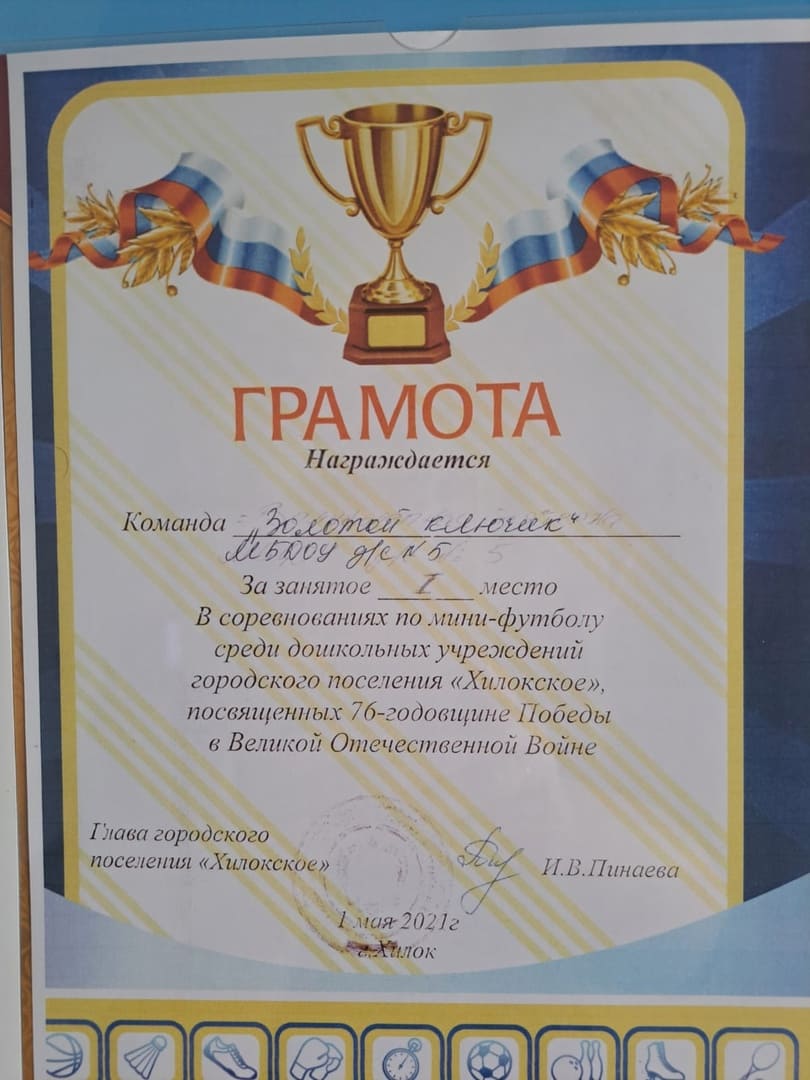 ГРАМОТА
Награждается
Команда „Золотой ключик“
МБДОУ д/с №5
За занятое I место
В соревнованиях по мини-футболу
среди дошкольных учреждений
городского поселения «Хилокское»,
посвященных 76-годовщине Победы
в Великой Отечественной Войне
Глава городского
поселения «Хилокское»
И.В.Пинаева
1 мая 2021г
г.Хилок